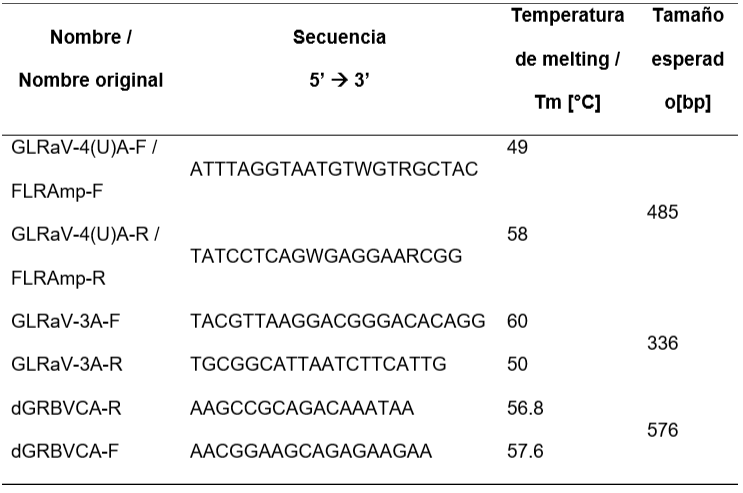 Nombre /
Nombre original
Secuencia
5' → 3'
Temperatura
de melting /
Tm [°C]
Tamaño
esperad
o[bp]
GLRaV-4(U)A-F /
FLRAmp-F
ATTTAGGTAATGTWGTRGCTAC
49
485
GLRaV-4(U)A-R /
FLRAmp-R
TATCCTCAGWGAGGAARCGG
58
GLRaV-3A-F
TACGTTAAGGACGGGACACAGG
60
336
GLRaV-3A-R
TGCGGCATTAATCTTCATTG
50
dGRBVCA-R
AAGCCGCAGACAAATAA
56.8
576
dGRBVCA-F
AACGGAAGCAGAGAAGAA
57.6